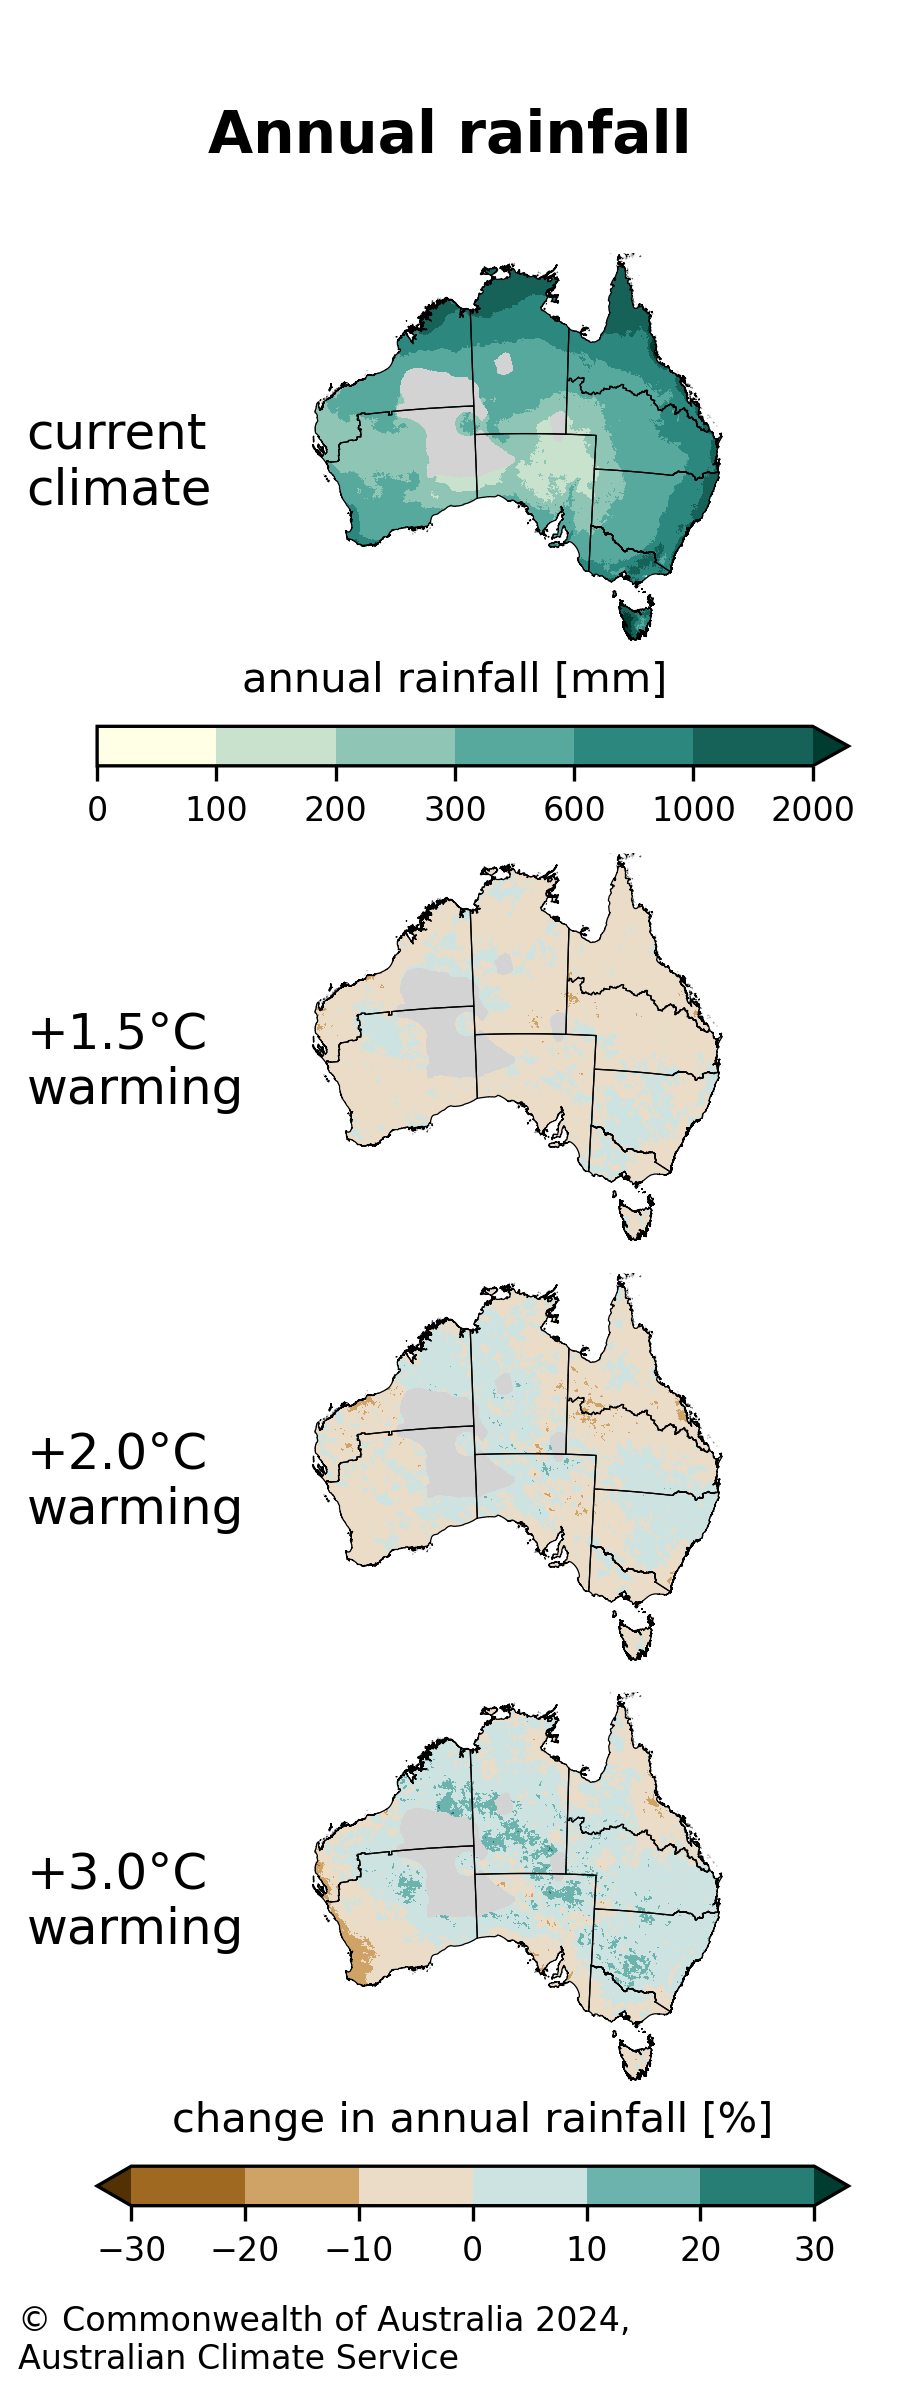 Annual rainfall
current
climate
annual rainfall [mm]
0 100 200 300 600 1000 2000
+1.5°C
warming
+2.0°C
warming
+3.0°C
warming
change in annual rainfall [%]
−30 −20 −10 0 10 20 30
© Commonwealth of Australia 2024,
Australian Climate Service